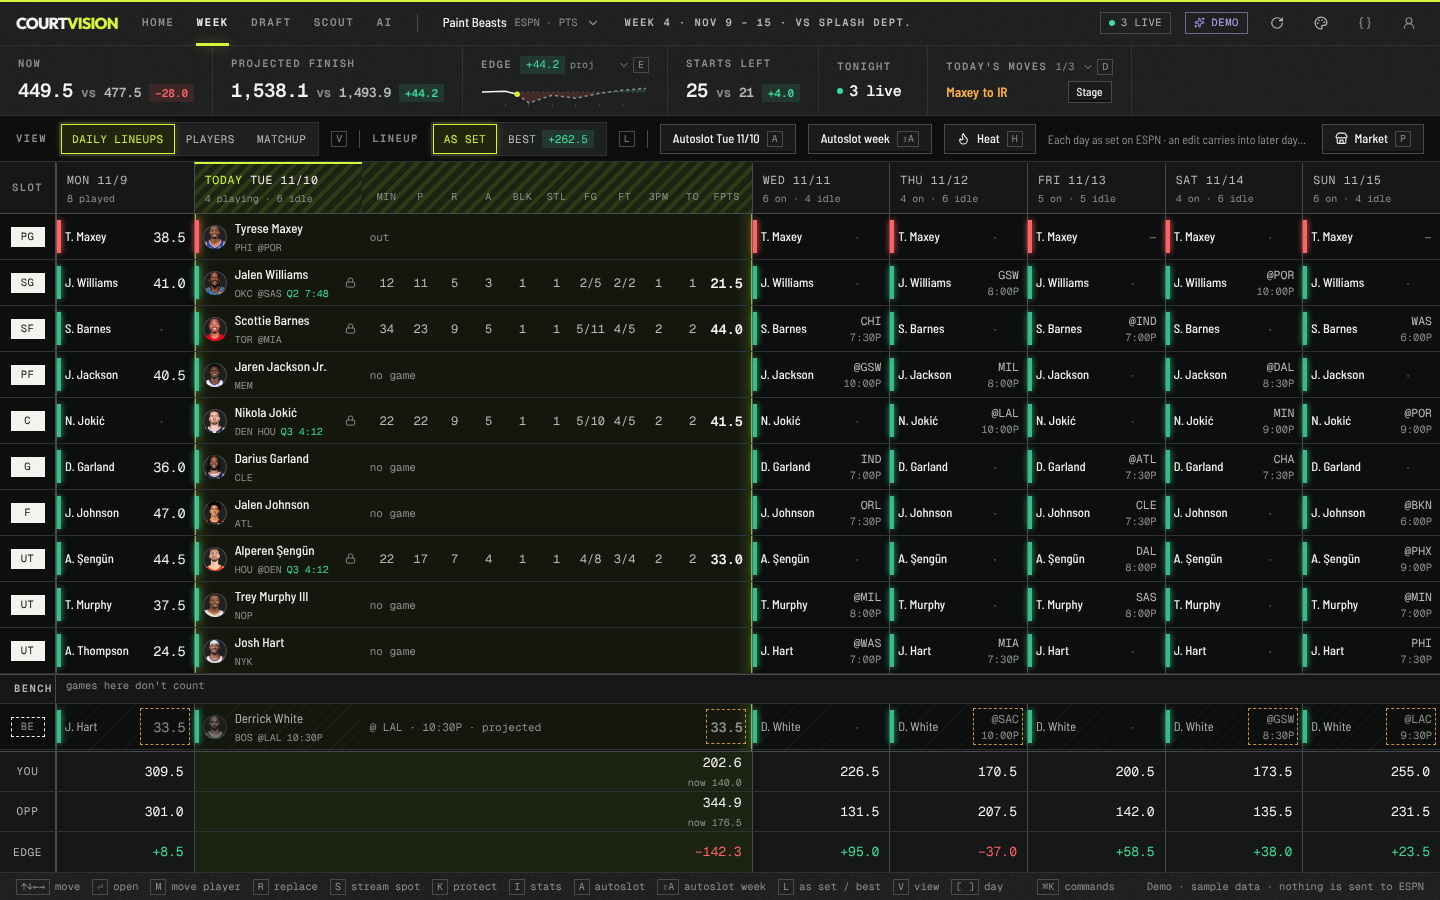 COURTVISION HOME WEEK DRAFT SCOUT AI Paint Beasts ESPN · PTS WEEK 4 · NOV 9 – 15 · VS SPLASH DEPT. 3 LIVE DEMO { }
NOW PROJECTED FINISH EDGE +44.2 proj E STARTS LEFT TONIGHT TODAY'S MOVES 1/3 D
449.5 vs 477.5 −28.0 1,538.1 vs 1,493.9 +44.2 25 vs 21 +4.0 3 live Maxey to IR Stage
VIEW DAILY LINEUPS PLAYERS MATCHUP V LINEUP AS SET BEST +262.5 L Autoslot Tue 11/10 A Autoslot week ⇧A Heat H Each day as set on ESPN · an edit carries into later day... Market P
SLOT MON 11/9 TODAY TUE 11/10 WED 11/11 THU 11/12 FRI 11/13 SAT 11/14 SUN 11/15
8 played 4 playing · 6 idle MIN P R A BLK STL FG FT 3PM TO FPTS 6 on · 4 idle 4 on · 6 idle 5 on · 5 idle 4 on · 6 idle 6 on · 4 idle
PG T. Maxey 38.5 Tyrese Maxey PHI @POR out T. Maxey T. Maxey · T. Maxey – T. Maxey · T. Maxey –
SG J. Williams 41.0 Jalen Williams OKC @SAS Q2 7:48 12 11 5 3 1 1 2/5 2/2 1 1 21.5 J. Williams · J. Williams GSW 8:00P J. Williams · J. Williams @POR 10:00P J. Williams ·
SF S. Barnes · Scottie Barnes TOR @MIA 34 23 9 5 1 1 5/11 4/5 2 2 44.0 S. Barnes CHI 7:30P S. Barnes · S. Barnes @IND 7:00P S. Barnes · S. Barnes WAS 6:00P
PF J. Jackson 40.5 Jaren Jackson Jr. MEM no game J. Jackson @GSW 10:00P J. Jackson MIL 8:00P J. Jackson · J. Jackson @DAL 8:30P J. Jackson ·
C N. Jokić · Nikola Jokić DEN HOU Q3 4:12 22 22 9 5 1 1 5/10 4/5 2 2 41.5 N. Jokić · N. Jokić @LAL 10:00P N. Jokić · N. Jokić MIN 9:00P N. Jokić @POR 9:00P
G D. Garland 36.0 Darius Garland CLE no game D. Garland IND 7:00P D. Garland · D. Garland @ATL 7:30P D. Garland CHA 7:30P D. Garland ·
F J. Johnson 47.0 Jalen Johnson ATL no game J. Johnson ORL 7:30P J. Johnson · J. Johnson CLE 7:30P J. Johnson · J. Johnson @BKN 6:00P
UT A. Şengün 44.5 Alperen Şengün HOU @DEN Q3 4:12 22 17 7 4 1 1 4/8 3/4 2 2 33.0 A. Şengün · A. Şengün · A. Şengün DAL 8:00P A. Şengün · A. Şengün @PHX 9:00P
UT T. Murphy 37.5 Trey Murphy III NOP no game T. Murphy @MIL 8:00P T. Murphy · T. Murphy SAS 8:00P T. Murphy · T. Murphy @MIN 7:00P
UT A. Thompson 24.5 Josh Hart NYK no game J. Hart @WAS 7:00P J. Hart MIA 7:30P J. Hart · J. Hart · J. Hart PHI 7:30P
BENCH games here don't count
BE J. Hart 33.5 Derrick White BOS @LAL 10:30P @ LAL · 10:30P · projected 33.5 D. White · D. White @SAC 10:00P D. White · D. White @GSW 8:30P D. White @LAC 9:30P
YOU 309.5 202.6 now 140.0 226.5 170.5 200.5 173.5 255.0
OPP 301.0 344.9 now 176.5 131.5 207.5 142.0 135.5 231.5
EDGE +8.5 −142.3 +95.0 −37.0 +58.5 +38.0 +23.5
↑↓←→ move ⏎ open M move player R replace S stream spot K protect I stats A autoslot ⇧A autoslot week L as set / best V view [ ] day ⌘K commands Demo · sample data · nothing is sent to ESPN